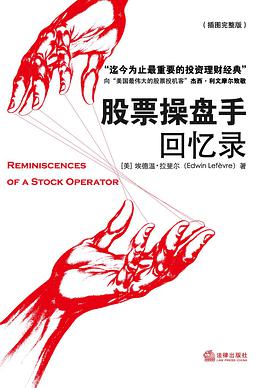 （插图完整版）
“迄今为止最重要的投资理财经典”
向“美国最伟大的股票投机客”杰西·利文摩尔致敬
股票操盘手
回忆录
REMINISCENCES
OF A STOCK OPERATOR
[美] 埃德温·拉斐尔（Edwin Lefèvre）著
法律出版社